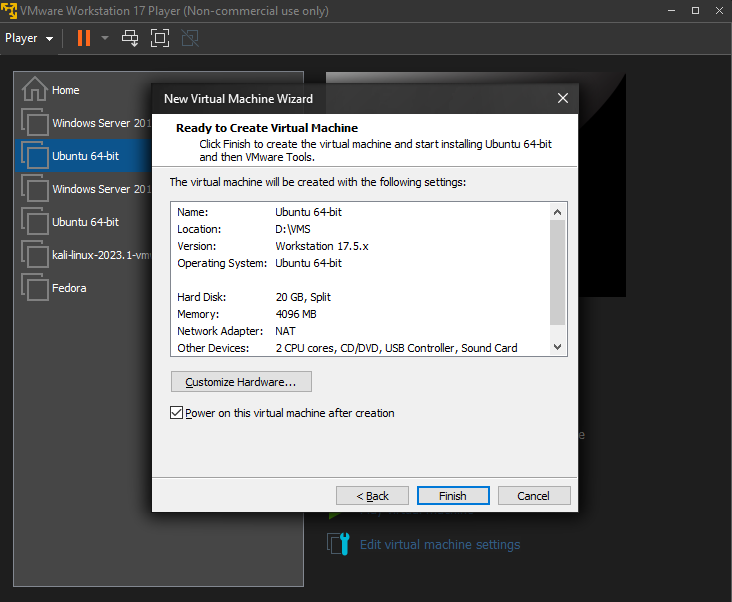 VMware Workstation 17 Player (Non-commercial use only)
Player
Home
Windows Server 201
Ubuntu 64-bit
Windows Server 201
Ubuntu 64-bit
kali-linux-2023.1-vm
Fedora
New Virtual Machine Wizard
Ready to Create Virtual Machine
Click Finish to create the virtual machine and start installing Ubuntu 64-bit
and then VMware Tools.
The virtual machine will be created with the following settings:
Name: Ubuntu 64-bit
Location: D:\VMS
Version: Workstation 17.5.x
Operating System: Ubuntu 64-bit
Hard Disk: 20 GB, Split
Memory: 4096 MB
Network Adapter: NAT
Other Devices: 2 CPU cores, CD/DVD, USB Controller, Sound Card
Customize Hardware...
Power on this virtual machine after creation
< Back
Finish
Cancel
Edit virtual machine settings